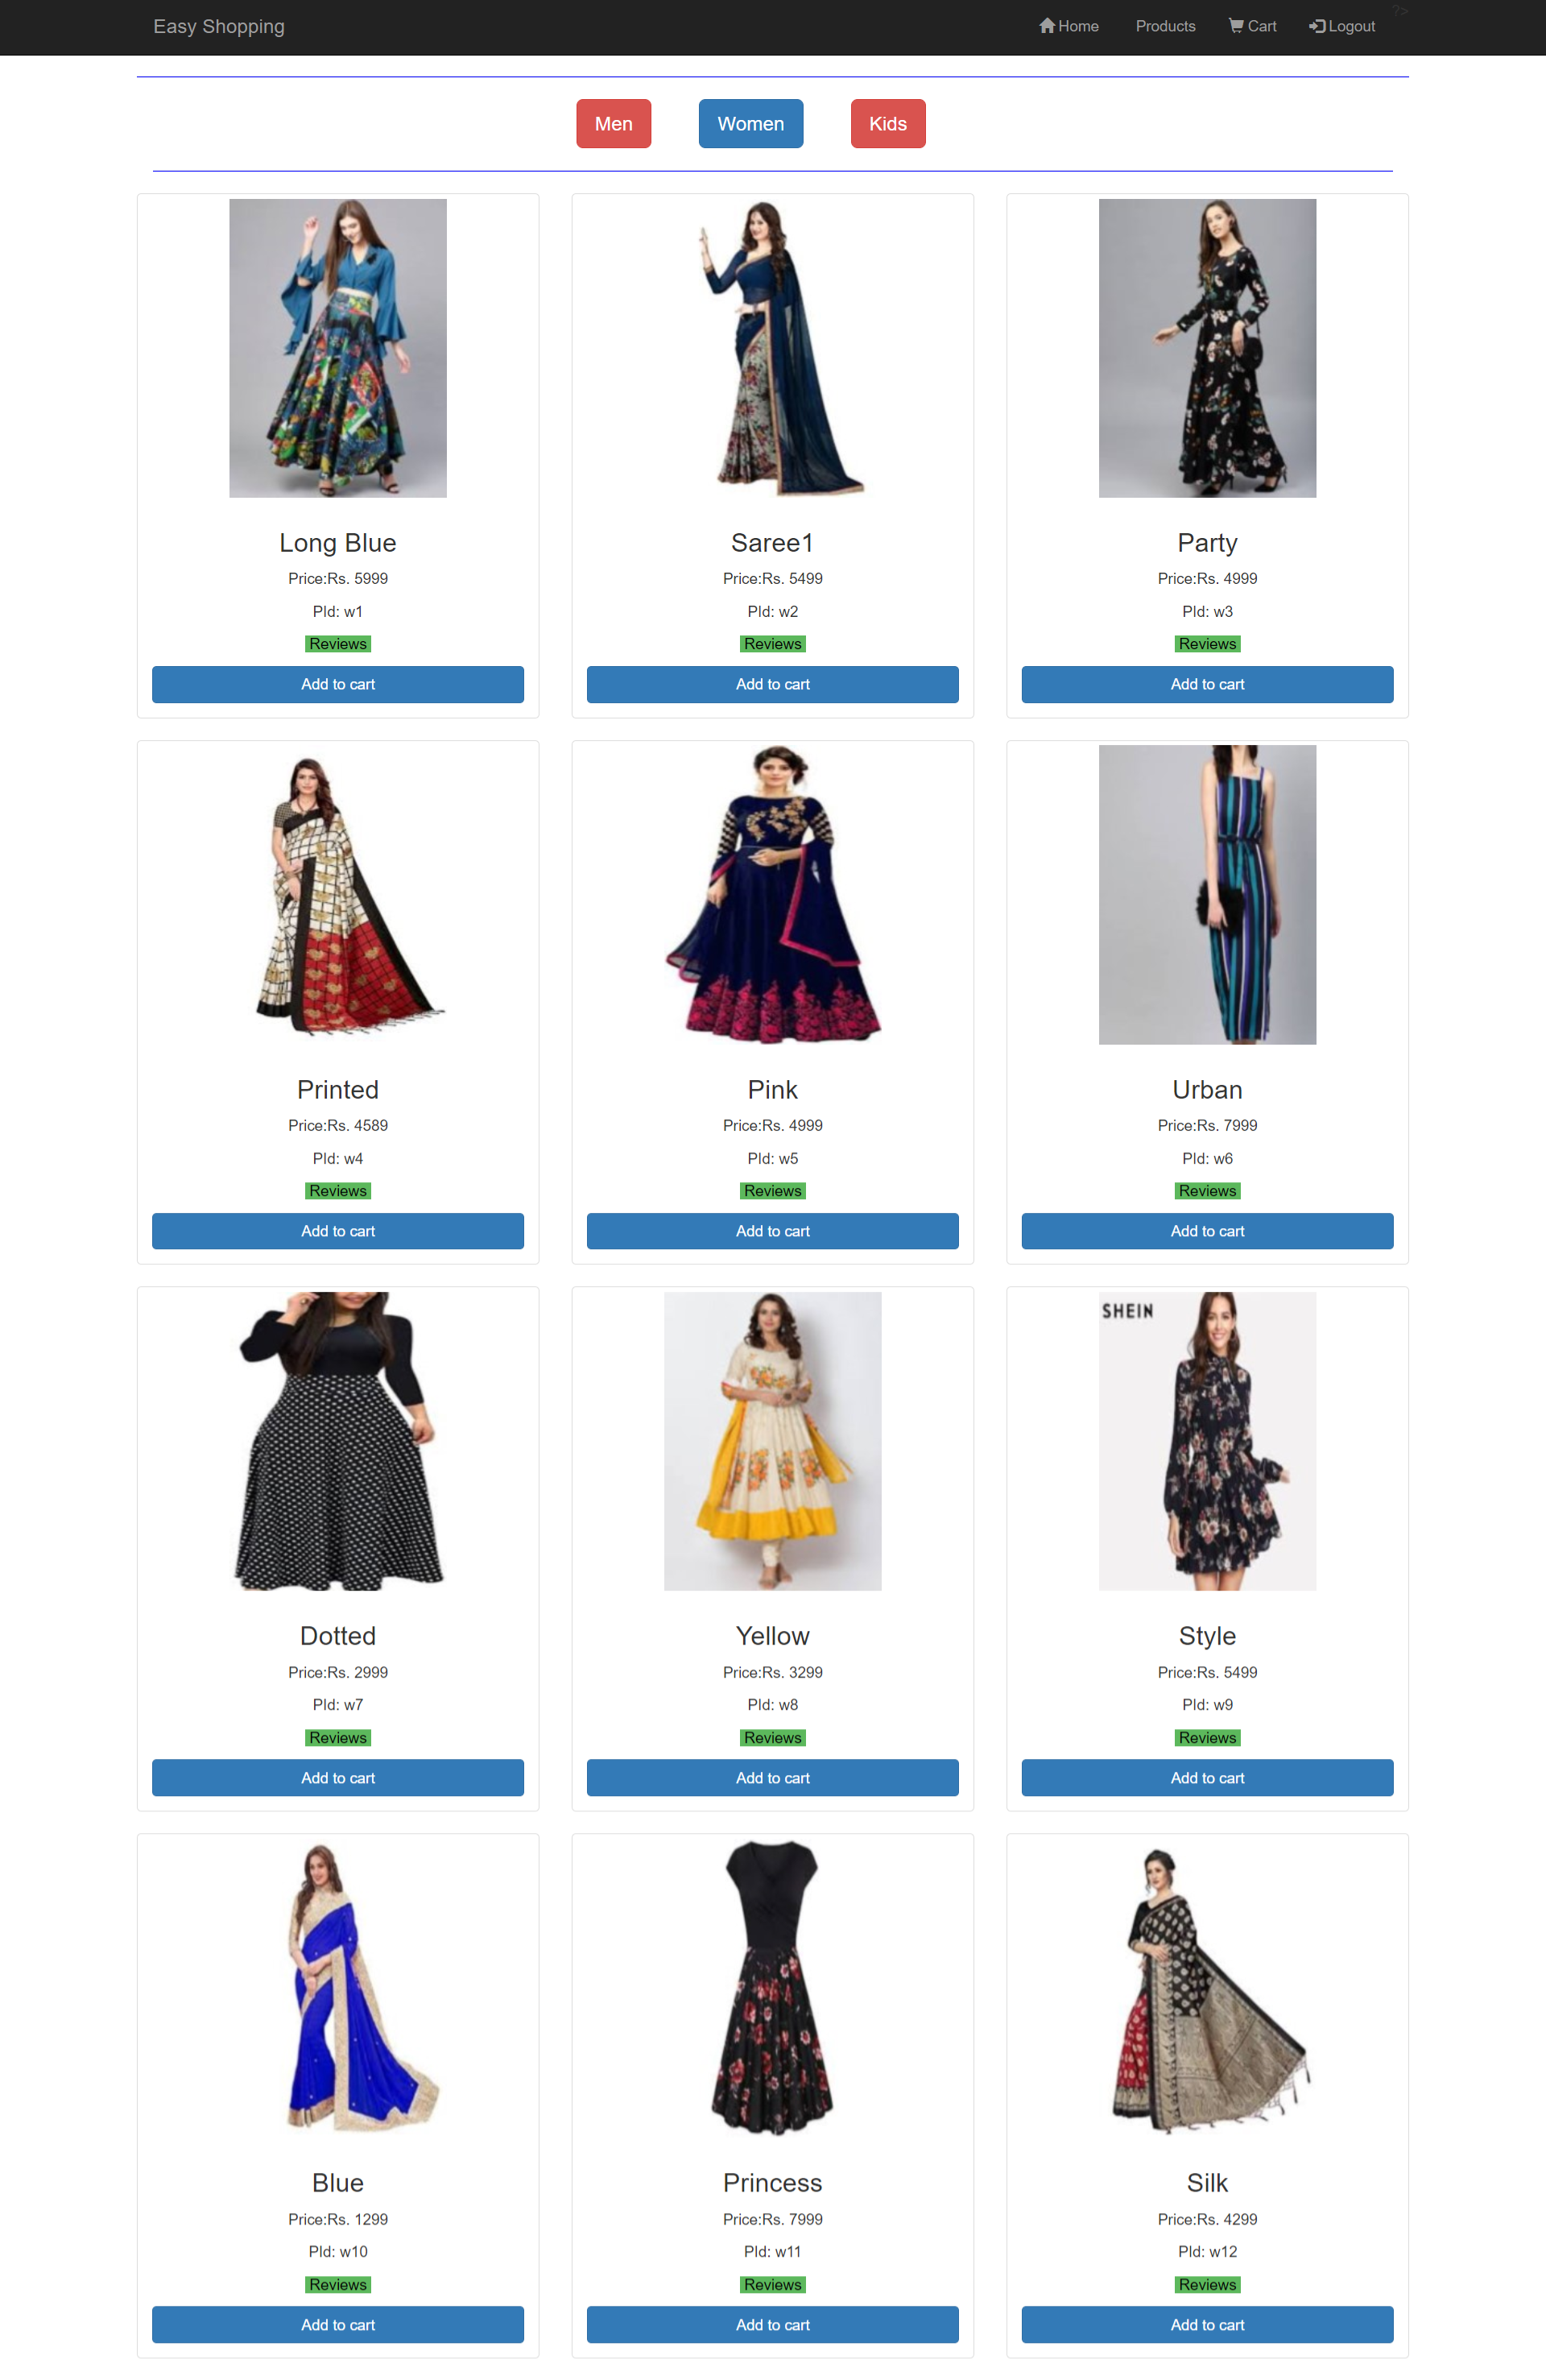 Easy Shopping Home Products Cart Logout ?>
Men Women Kids
Long Blue Saree1 Party
Price:Rs. 5999 Price:Rs. 5499 Price:Rs. 4999
PId: w1 PId: w2 PId: w3
Reviews Reviews Reviews
Add to cart Add to cart Add to cart
Printed Pink Urban
Price:Rs. 4589 Price:Rs. 4999 Price:Rs. 7999
PId: w4 PId: w5 PId: w6
Reviews Reviews Reviews
Add to cart Add to cart Add to cart
SHEIN
Dotted Yellow Style
Price:Rs. 2999 Price:Rs. 3299 Price:Rs. 5499
PId: w7 PId: w8 PId: w9
Reviews Reviews Reviews
Add to cart Add to cart Add to cart
Blue Princess Silk
Price:Rs. 1299 Price:Rs. 7999 Price:Rs. 4299
PId: w10 PId: w11 PId: w12
Reviews Reviews Reviews
Add to cart Add to cart Add to cart